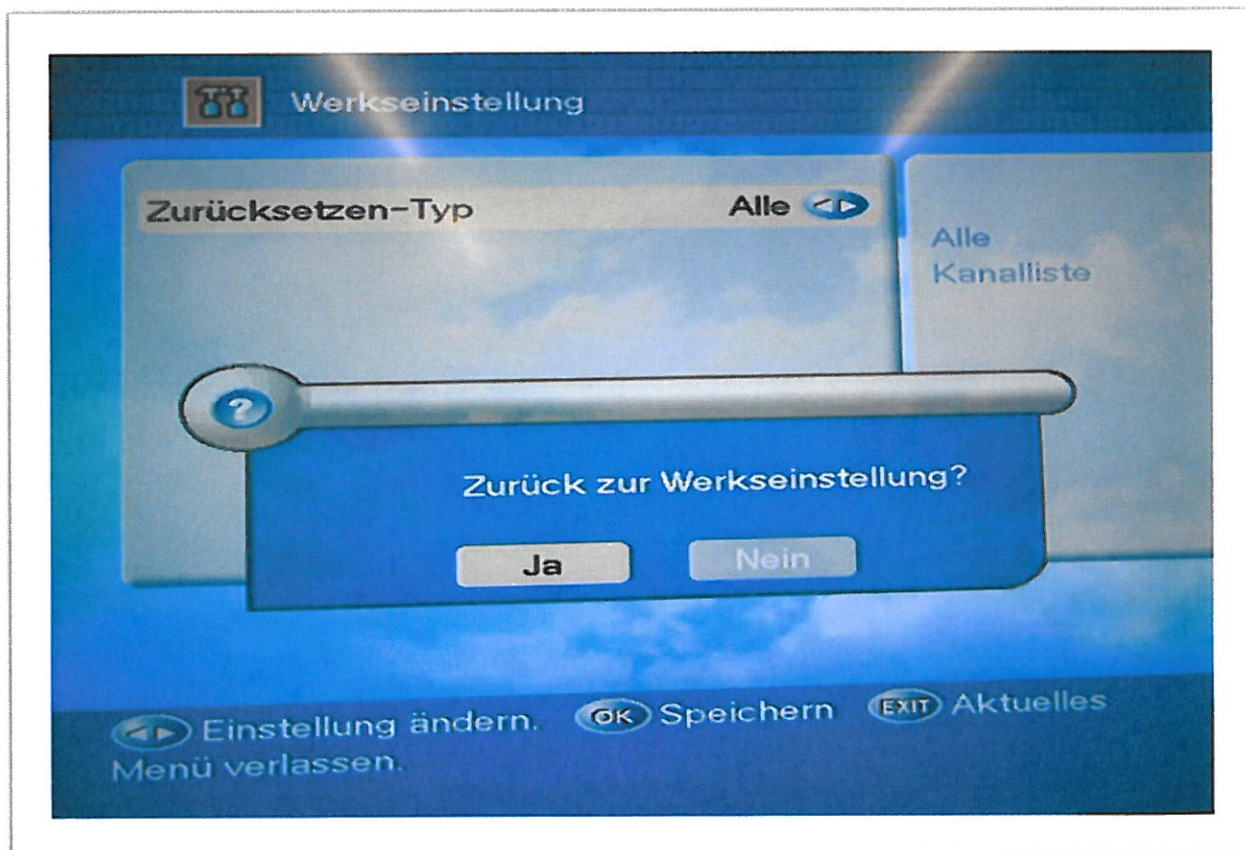 Werkseinstellung
Zurücksetzen-Typ Alle
Alle
Kanalliste
?
Zurück zur Werkseinstellung?
Ja Nein
Einstellung ändern. OK Speichern EXIT Aktuelles
Menü verlassen.